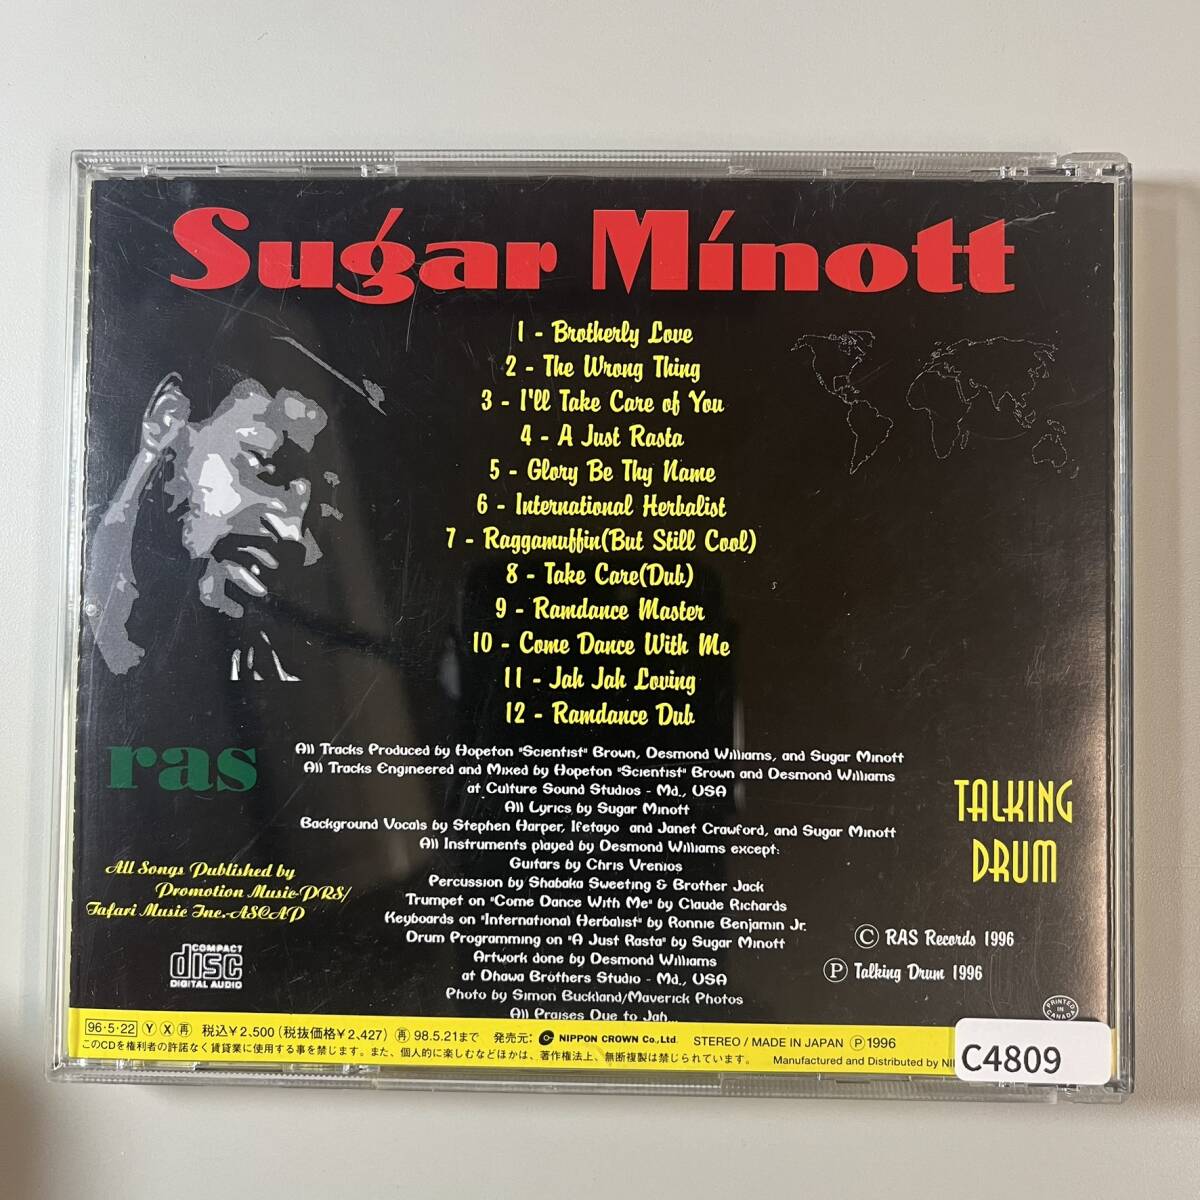 Sugar Minott
1 - Brotherly Love
2 - The Wrong Thing
3 - I'll Take Care of You
4 - A Just Rasta
5 - Glory Be Thy Name
6 - International Herbalist
7 - Raggamuffin(But Still Cool)
8 - Take Care(Dub)
9 - Ramdance Master
10 - Come Dance With Me
11 - Jah Jah Loving
12 - Ramdance Dub
ras
All Tracks Produced by Hopeton "Scientist" Brown, Desmond Williams, and Sugar Minott
All Tracks Engineered and Mixed by Hopeton "Scientist" Brown and Desmond Williams
at Culture Sound Studios - Md., USA
All Lyrics by Sugar Minott
Background Vocals by Stephen Harper, Ifetayo and Janet Crawford, and Sugar Minott
All Instruments played by Desmond Williams except:
Guitars by Chris Vrenios
Percussion by Shabaka Sweeting & Brother Jack
Trumpet on "Come Dance With Me" by Claude Richards
Keyboards on "International Herbalist" by Ronnie Benjamin Jr.
Drum Programming on "A Just Rasta" by Sugar Minott
Artwork done by Desmond Williams
at Dhawa Brothers Studio - Md., USA
Photo by Simon Buckland/Maverick Photos
All Praises Due to Jah...
All Songs Published by
Promotion Music-PRS/
Tafari Music Inc.-ASCAP
COMPACT
disc
DIGITAL AUDIO
TALKING
DRUM
© RAS Records 1996
Ⓟ Talking Drum 1996
PRINTED
IN
CANADA
96·5·22 Ⓨ Ⓧ ㊢ 税込¥2,500 (税抜価格¥2,427) ㊢ 98.5.21まで 発売元: NIPPON CROWN Co.,Ltd. STEREO / MADE IN JAPAN Ⓟ1996
このCDを権利者の許諾なく賃貸業に使用する事を禁じます。また、個人的に楽しむなどほかは、著作権法上、無断複製は禁じられています。
Manufactured and Distributed by
C4809